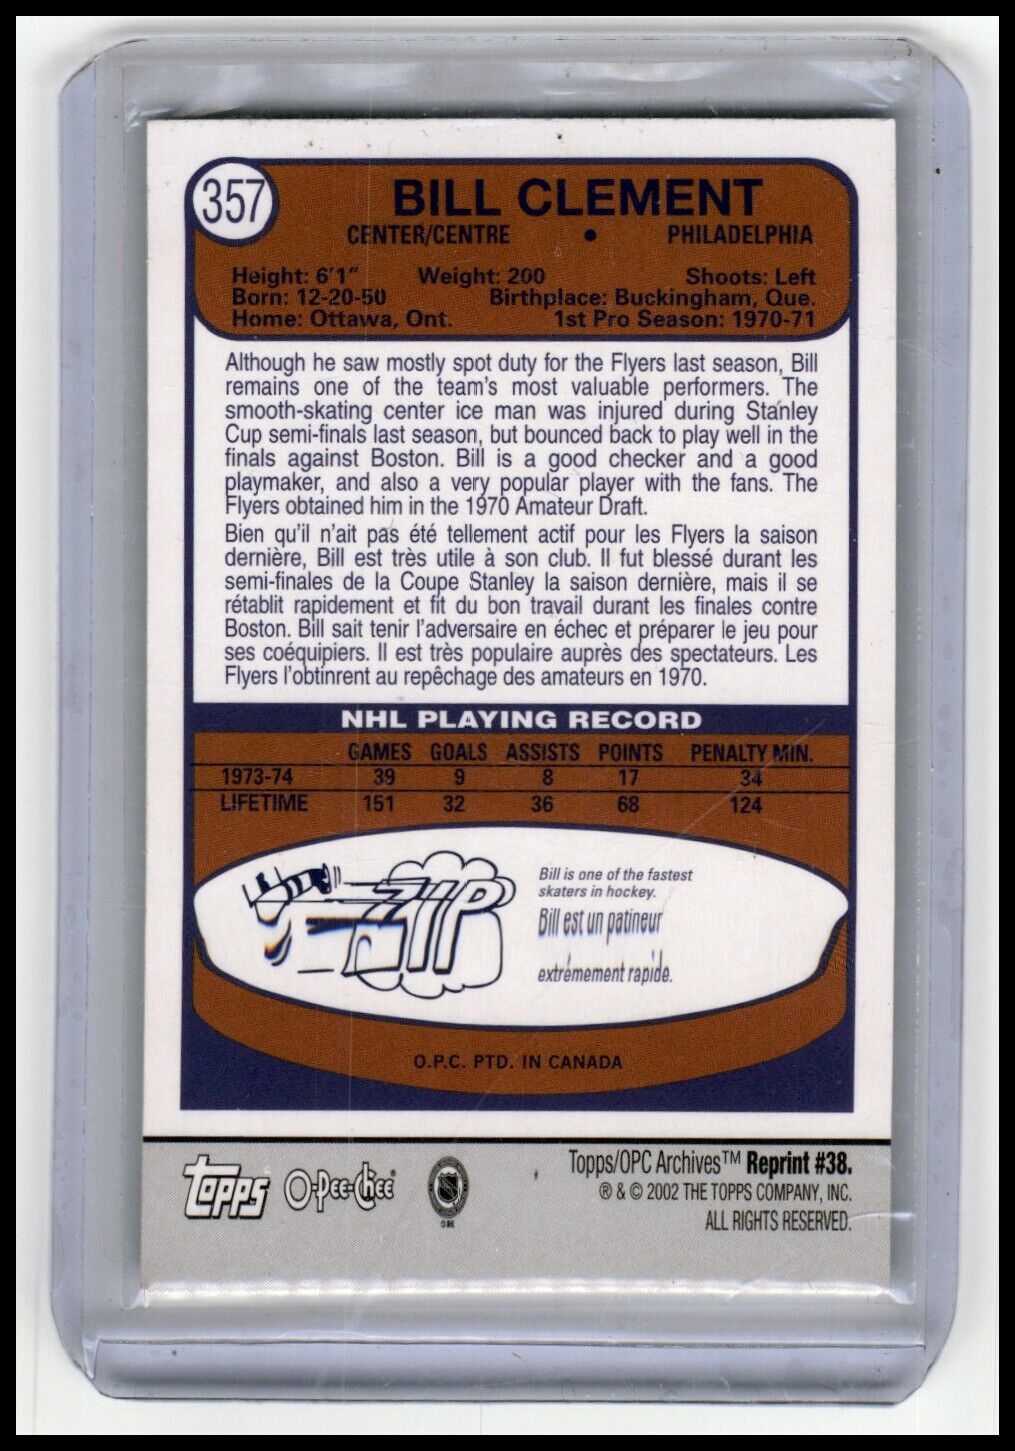 357
BILL CLEMENT
CENTER/CENTRE • PHILADELPHIA
Height: 6'1" Weight: 200 Shoots: Left
Born: 12-20-50 Birthplace: Buckingham, Que.
Home: Ottawa, Ont. 1st Pro Season: 1970-71
Although he saw mostly spot duty for the Flyers last season, Bill
remains one of the team's most valuable performers. The
smooth-skating center ice man was injured during Stanley
Cup semi-finals last season, but bounced back to play well in the
finals against Boston. Bill is a good checker and a good
playmaker, and also a very popular player with the fans. The
Flyers obtained him in the 1970 Amateur Draft.
Bien qu'il n'ait pas été tellement actif pour les Flyers la saison
dernière, Bill est très utile à son club. Il fut blessé durant les
semi-finales de la Coupe Stanley la saison dernière, mais il se
rétablit rapidement et fit du bon travail durant les finales contre
Boston. Bill sait tenir l'adversaire en échec et préparer le jeu pour
ses coéquipiers. Il est très populaire auprès des spectateurs. Les
Flyers l'obtinrent au repêchage des amateurs en 1970.
NHL PLAYING RECORD
GAMES GOALS ASSISTS POINTS PENALTY MIN.
1973-74 39 9 8 17 34
LIFETIME 151 32 36 68 124
ZIP
Bill is one of the fastest
skaters in hockey.
Bill est un patineur
extrémement rapide.
O.P.C. PTD. IN CANADA
Topps O-Pee-Chee®
Topps/OPC Archives™ Reprint #38.
® & © 2002 THE TOPPS COMPANY, INC.
ALL RIGHTS RESERVED.